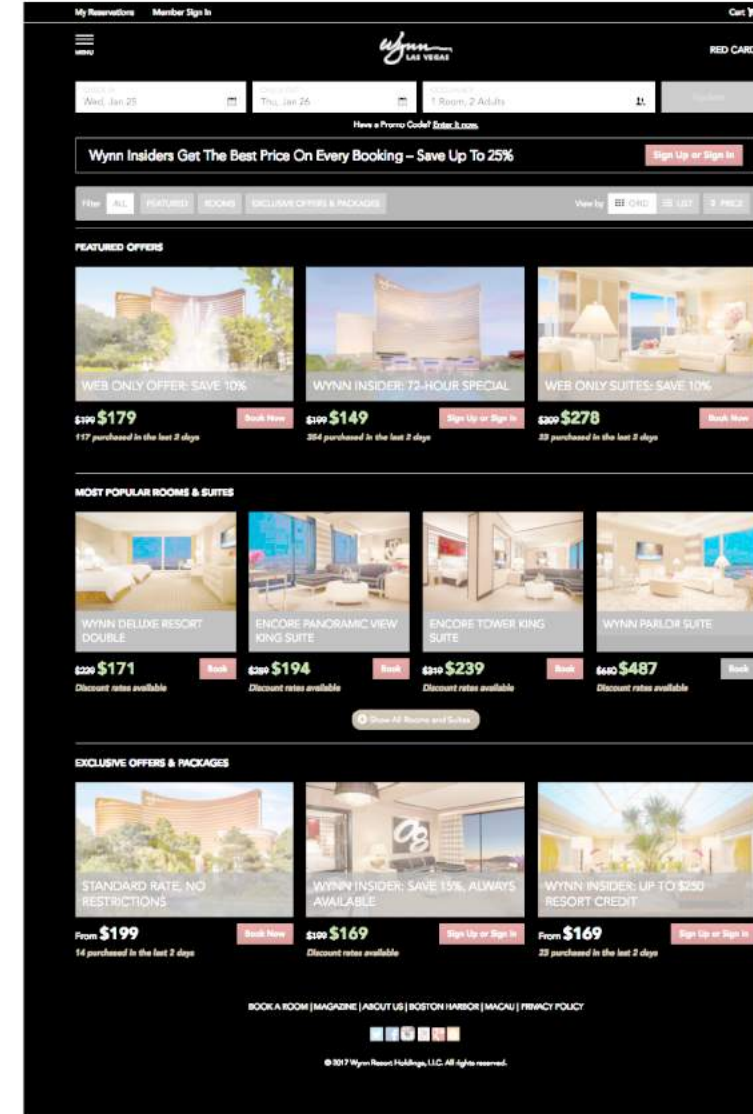 My Reservations Member Sign In Cart
MENU
Wynn
LAS VEGAS
RED CARD
Wed, Jan 25 Thu, Jan 26 1 Room, 2 Adults
Have a Promo Code? Enter it now.
Wynn Insiders Get The Best Price On Every Booking – Save Up To 25% Sign Up or Sign In
Filter ALL FEATURED ROOMS EXCLUSIVE OFFERS & PACKAGES View by GRID LIST $ PRICE
FEATURED OFFERS
WEB ONLY OFFER: SAVE 10% WYNN INSIDER: 72-HOUR SPECIAL WEB ONLY SUITES: SAVE 10%
$199 $179 Book Now $199 $149 Sign Up or Sign In $309 $278 Book Now
117 purchased in the last 2 days 354 purchased in the last 2 days purchased in the last days
MOST POPULAR ROOMS & SUITES
WYNN DELUXE RESORT DOUBLE
ENCORE PANORAMIC VIEW KING SUITE
ENCORE TOWER KING SUITE
WYNN PARLOR SUITE
$171 Book $194 Book $239 Book $487 Book
Discount rates available Discount rates available Discount rates available Discount rates available
Show All Rooms and Suites
EXCLUSIVE OFFERS & PACKAGES
STANDARD RATE, NO RESTRICTIONS
WYNN INSIDER: SAVE 15%, ALWAYS AVAILABLE
WYNN INSIDER: UP TO $250 RESORT CREDIT
From $199 Book Now $199 $169 Sign Up or Sign In From $169 Sign Up or Sign In
14 purchased in the last 2 days Discount rates available 23 purchased in the last 2 days
BOOK A ROOM | MAGAZINE | ABOUT US | BOSTON HARBOR | MACAU | PRIVACY POLICY
© 2017 Wynn Resort Holdings, LLC. All rights reserved.